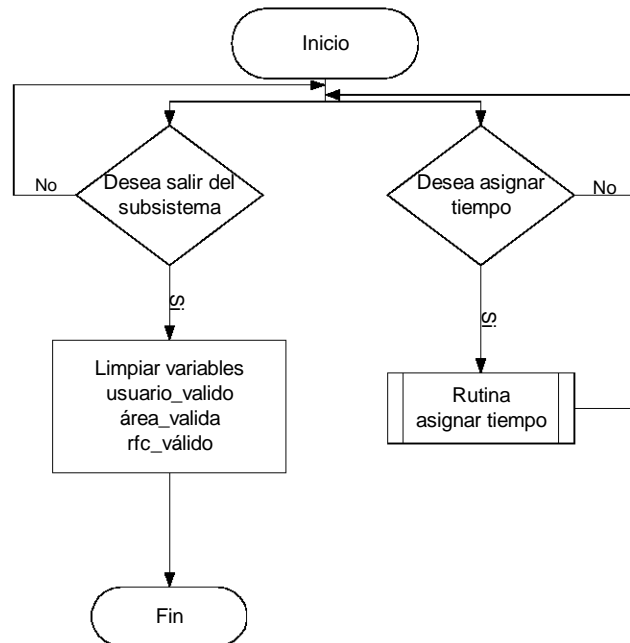 Inicio
Desea salir del
subsistema
No
Si
Desea asignar
tiempo
No
Si
Limpiar variables
usuario_valido
área_valida
rfc_válido
Rutina
asignar tiempo
Fin